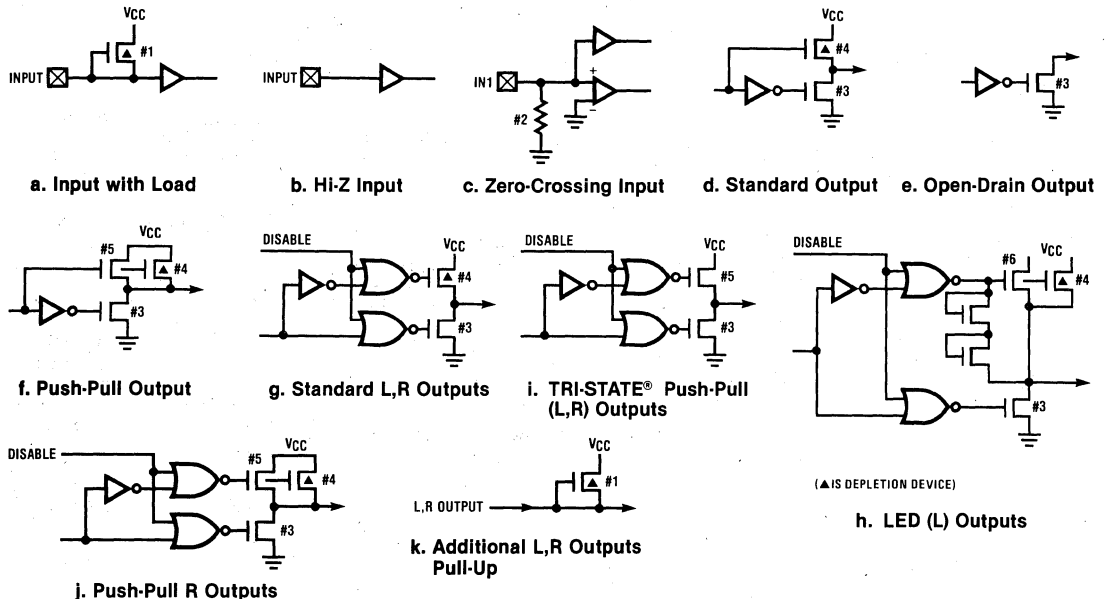 VCC
#1
INPUT
a. Input with Load
INPUT
b. Hi-Z Input
IN1
+
−
#2
c. Zero-Crossing Input
VCC
#4
#3
d. Standard Output
#3
e. Open-Drain Output
VCC
#5
#4
#3
f. Push-Pull Output
DISABLE
VCC
#4
#3
g. Standard L,R Outputs
DISABLE
VCC
#5
#3
i. TRI-STATE® Push-Pull
(L,R) Outputs
DISABLE
VCC
#6
#4
#3
(▲IS DEPLETION DEVICE)
h. LED (L) Outputs
DISABLE
VCC
#5
#4
#3
j. Push-Pull R Outputs
VCC
#1
L,R OUTPUT
k. Additional L,R Outputs
Pull-Up